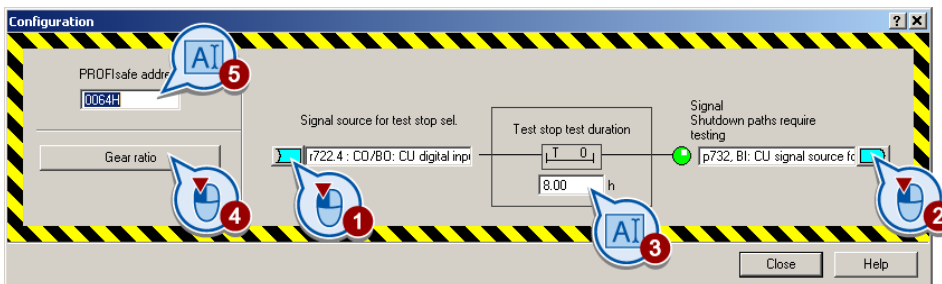 Configuration
PROFIsafe addre
0064H
Gear ratio
Signal source for test stop sel.
r722.4 : CO/BO: CU digital inpu
Test stop test duration
T 0
8.00 h
Signal
Shutdown paths require
testing
p732, BI: CU signal source fo
AI 5
4
1
AI 3
2
Close
Help